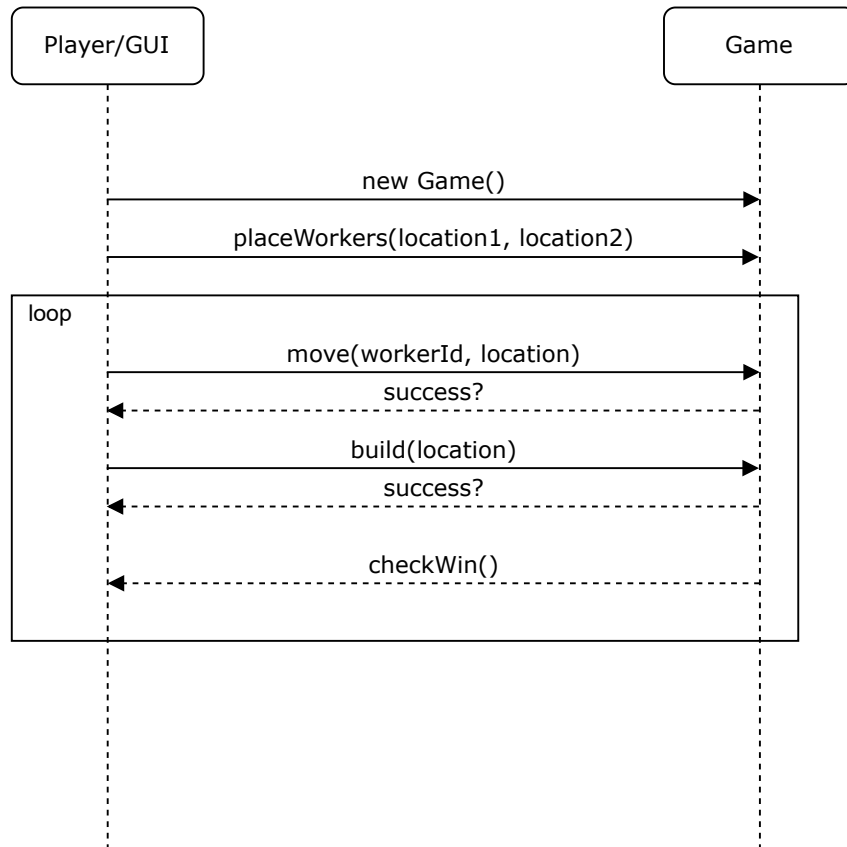 Player/GUI
Game
new Game()
placeWorkers(location1, location2)
loop
move(workerId, location)
success?
build(location)
success?
checkWin()